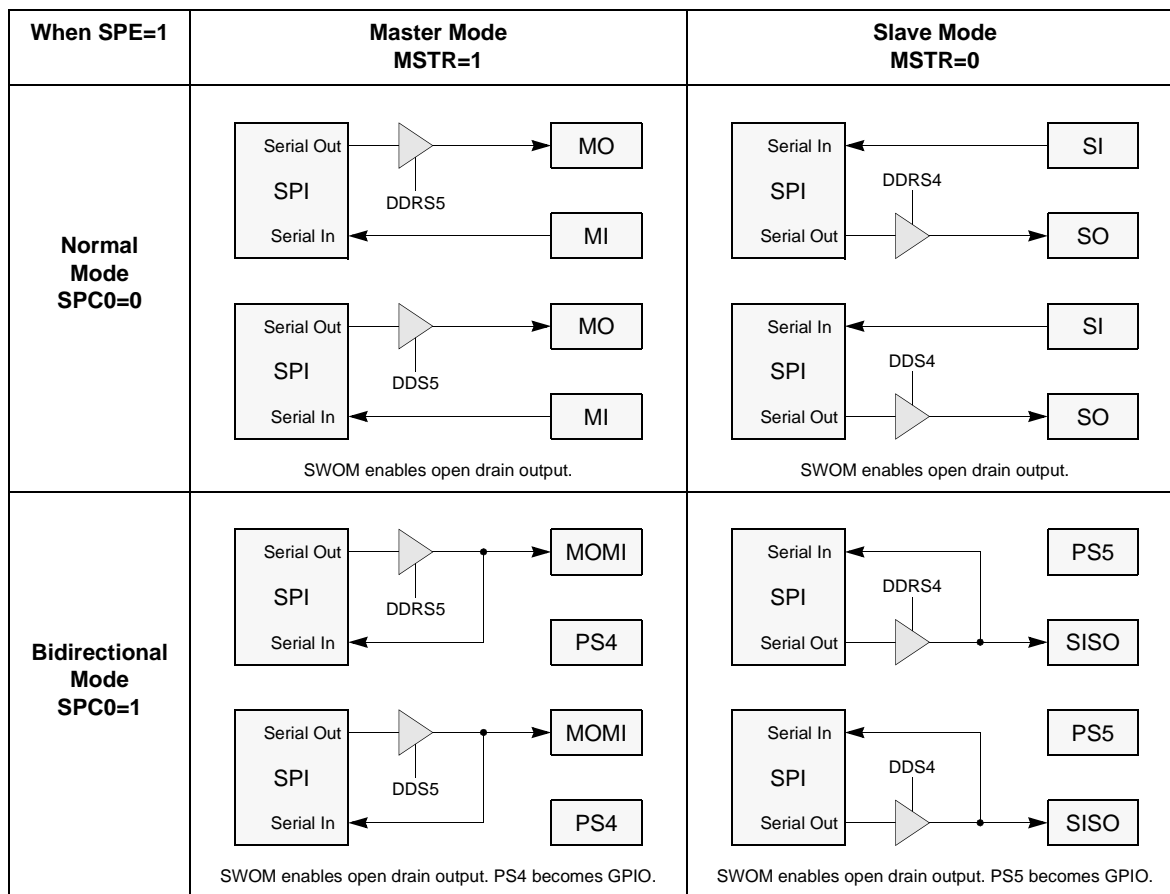 When SPE=1
Master Mode
MSTR=1
Slave Mode
MSTR=0
Normal
Mode
SPC0=0
Serial Out
SPI
Serial In
DDRS5
MO
MI
Serial Out
SPI
Serial In
DDS5
MO
MI
SWOM enables open drain output.
Serial In
SPI
Serial Out
DDRS4
SI
SO
Serial In
SPI
Serial Out
DDS4
SI
SO
SWOM enables open drain output.
Bidirectional
Mode
SPC0=1
Serial Out
SPI
Serial In
DDRS5
MOMI
PS4
Serial Out
SPI
Serial In
DDS5
MOMI
PS4
SWOM enables open drain output. PS4 becomes GPIO.
Serial In
SPI
Serial Out
DDRS4
PS5
SISO
Serial In
SPI
Serial Out
DDS4
PS5
SISO
SWOM enables open drain output. PS5 becomes GPIO.